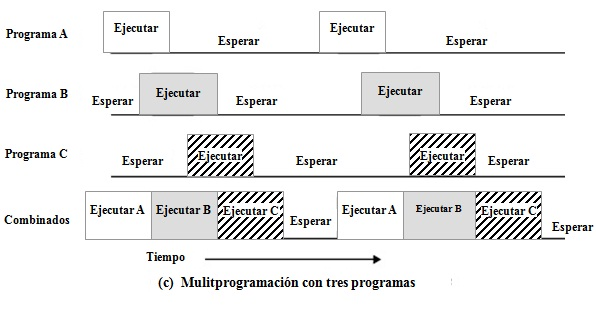 Programa A
Ejecutar
Esperar
Ejecutar
Esperar
Programa B
Esperar
Ejecutar
Esperar
Ejecutar
Esperar
Programa C
Esperar
Ejecutar
Esperar
Ejecutar
Esperar
Combinados
Ejecutar A
Ejecutar B
Ejecutar C
Esperar
Ejecutar A
Ejecutar B
Ejecutar C
Esperar
Tiempo
(c) Mulitprogramación con tres programas